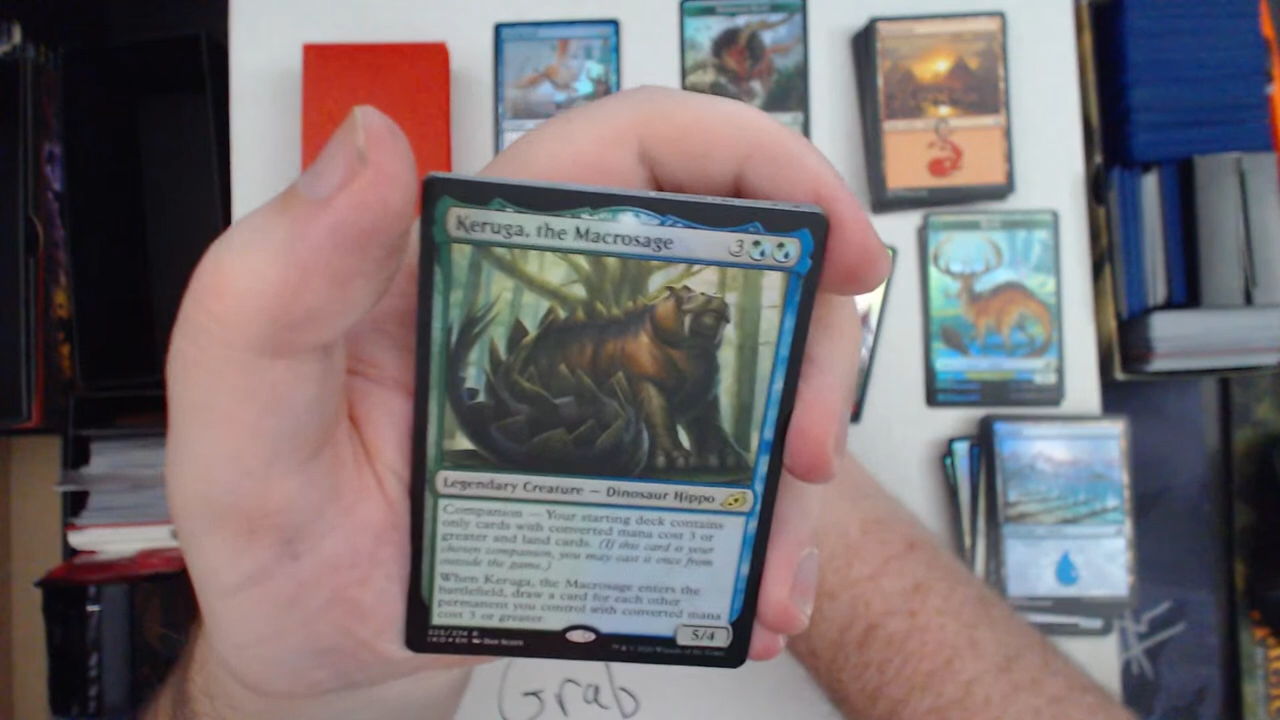 Keruga, the Macrosage
3
Legendary Creature — Dinosaur Hippo
Companion — Your starting deck contains
only cards with converted mana cost 3 or
greater and land cards. (If this card is your
chosen companion, you may cast it once from
outside the game.)
When Keruga, the Macrosage enters the
battlefield, draw a card for each other
permanent you control with converted mana
cost 3 or greater.
5/4
Grab